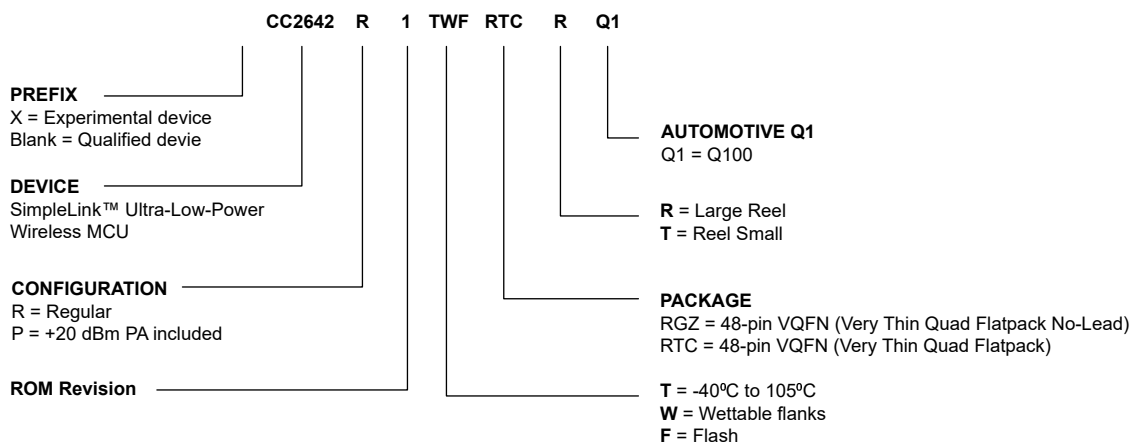 CC2642 R 1 TWF RTC R Q1
PREFIX
X = Experimental device
Blank = Qualified devie
DEVICE
SimpleLink™ Ultra-Low-Power
Wireless MCU
CONFIGURATION
R = Regular
P = +20 dBm PA included
ROM Revision
AUTOMOTIVE Q1
Q1 = Q100
R = Large Reel
T = Reel Small
PACKAGE
RGZ = 48-pin VQFN (Very Thin Quad Flatpack No-Lead)
RTC = 48-pin VQFN (Very Thin Quad Flatpack)
T = -40⁰C to 105⁰C
W = Wettable flanks
F = Flash